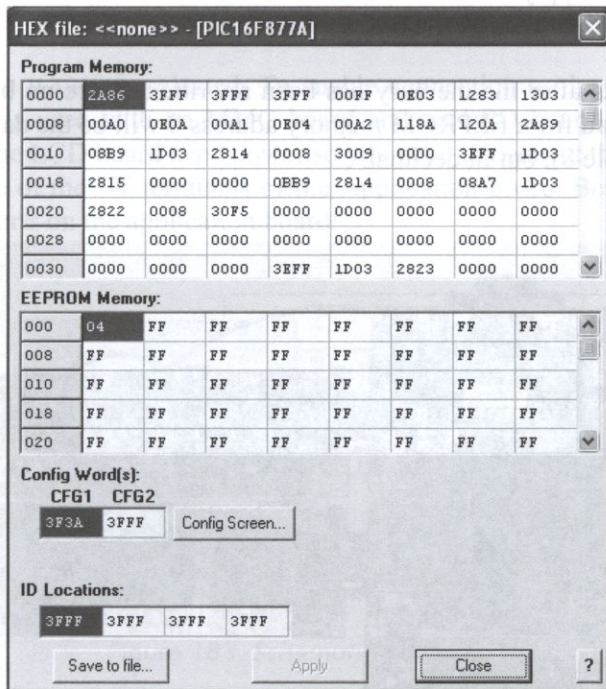 HEX file: <<none>> - [PIC16F877A]
Program Memory:
0000 2A86 3FFF 3FFF 3FFF 00FF 0E03 1283 1303
0008 00A0 0E0A 00A1 0E04 00A2 118A 120A 2A89
0010 08B9 1D03 2814 0008 3009 0000 3EFF 1D03
0018 2815 0000 0000 0BB9 2814 0008 08A7 1D03
0020 2822 0008 30F5 0000 0000 0000 0000 0000
0028 0000 0000 0000 0000 0000 0000 0000 0000
0030 0000 0000 0000 3EFF 1D03 2823 0000 0000
EEPROM Memory:
000 04 FF FF FF FF FF FF FF
008 FF FF FF FF FF FF FF FF
010 FF FF FF FF FF FF FF FF
018 FF FF FF FF FF FF FF FF
020 FF FF FF FF FF FF FF FF
Config Word(s):
CFG1 CFG2
3F3A 3FFF Config Screen...
ID Locations:
3FFF 3FFF 3FFF 3FFF
Save to file... Apply Close ?